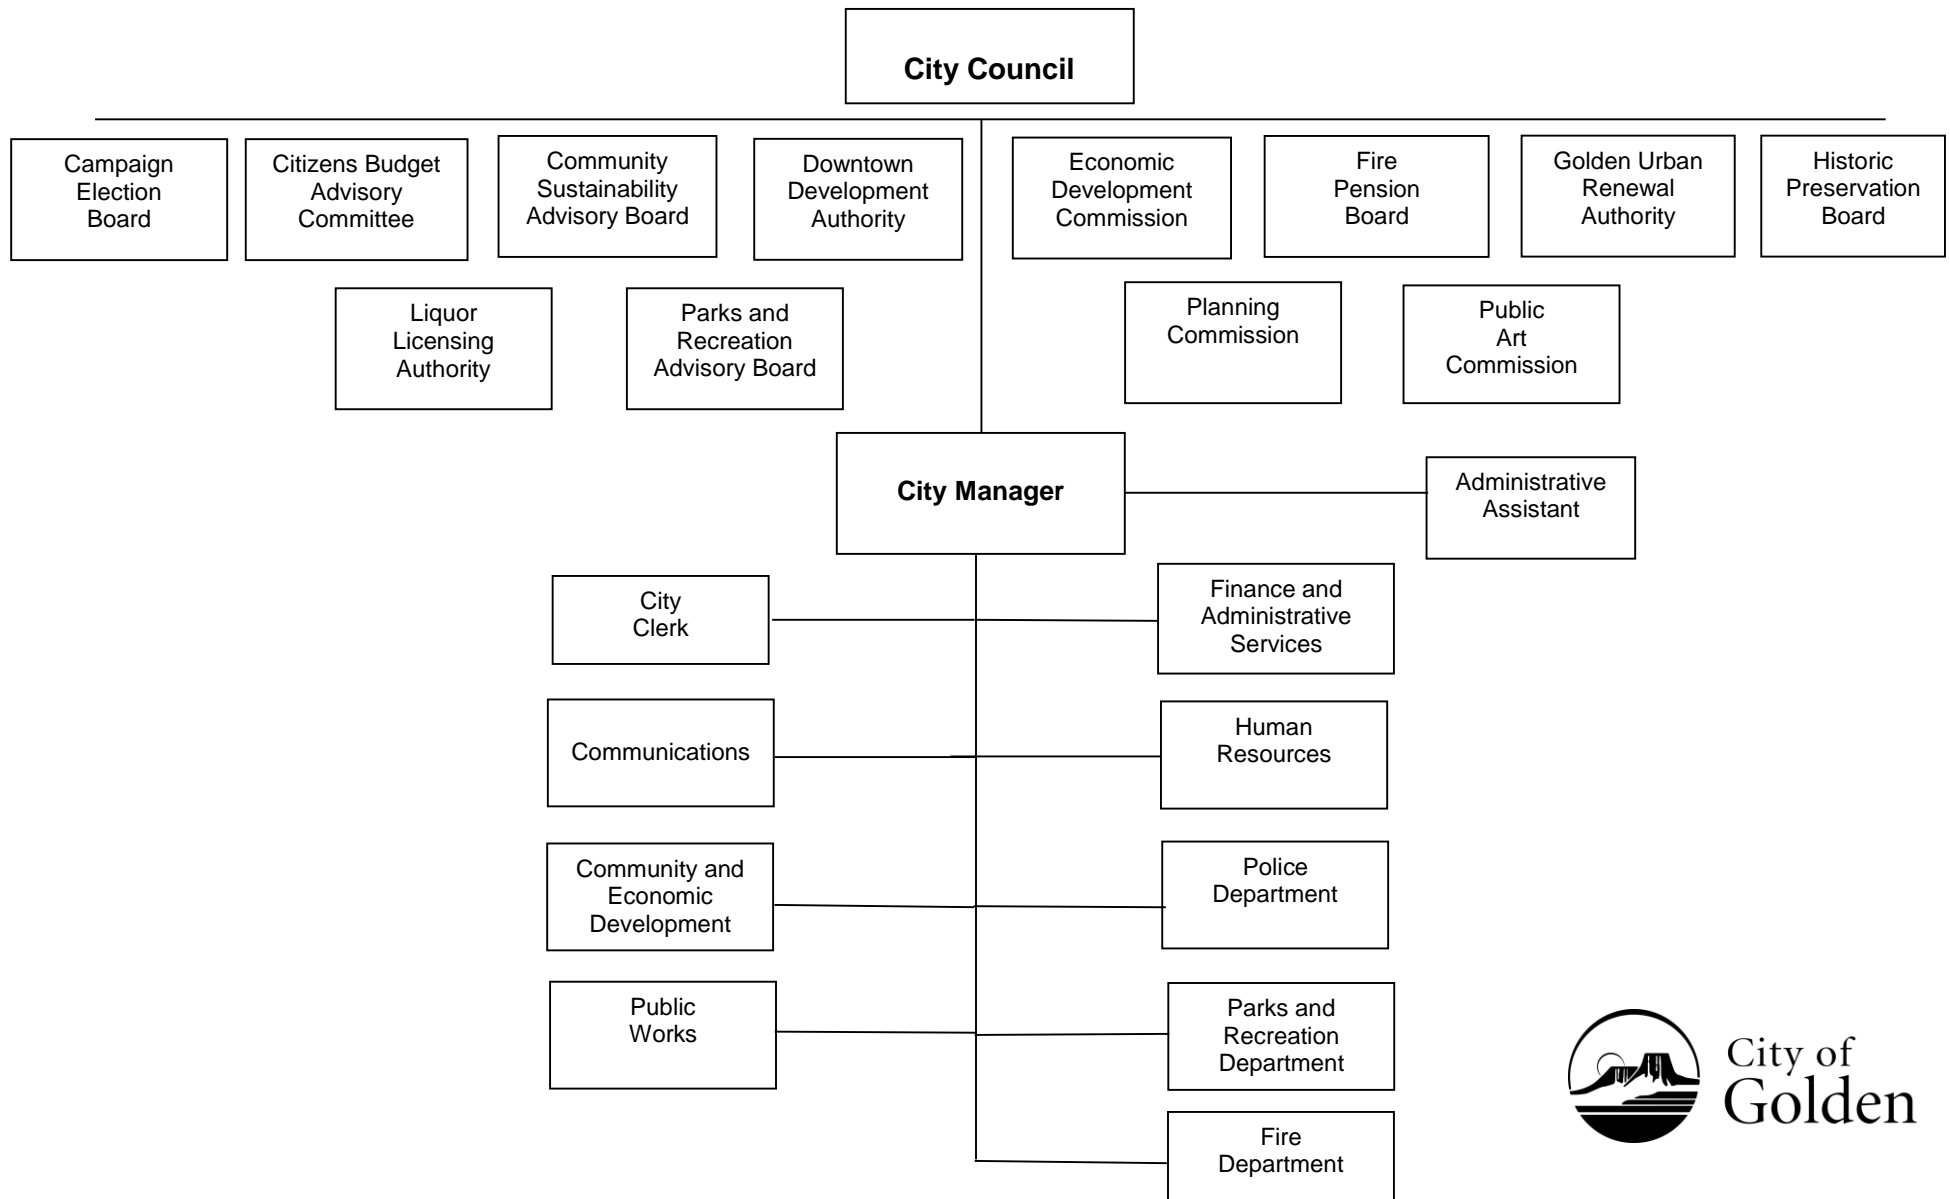 City Council
Campaign
Election
Board
Citizens Budget
Advisory
Committee
Community
Sustainability
Advisory Board
Downtown
Development
Authority
Economic
Development
Commission
Fire
Pension
Board
Golden Urban
Renewal
Authority
Historic
Preservation
Board
Liquor
Licensing
Authority
Parks and
Recreation
Advisory Board
Planning
Commission
Public
Art
Commission
City Manager
Administrative
Assistant
City
Clerk
Finance and
Administrative
Services
Communications
Human
Resources
Community and
Economic
Development
Police
Department
Public
Works
Parks and
Recreation
Department
Fire
Department
City of
Golden